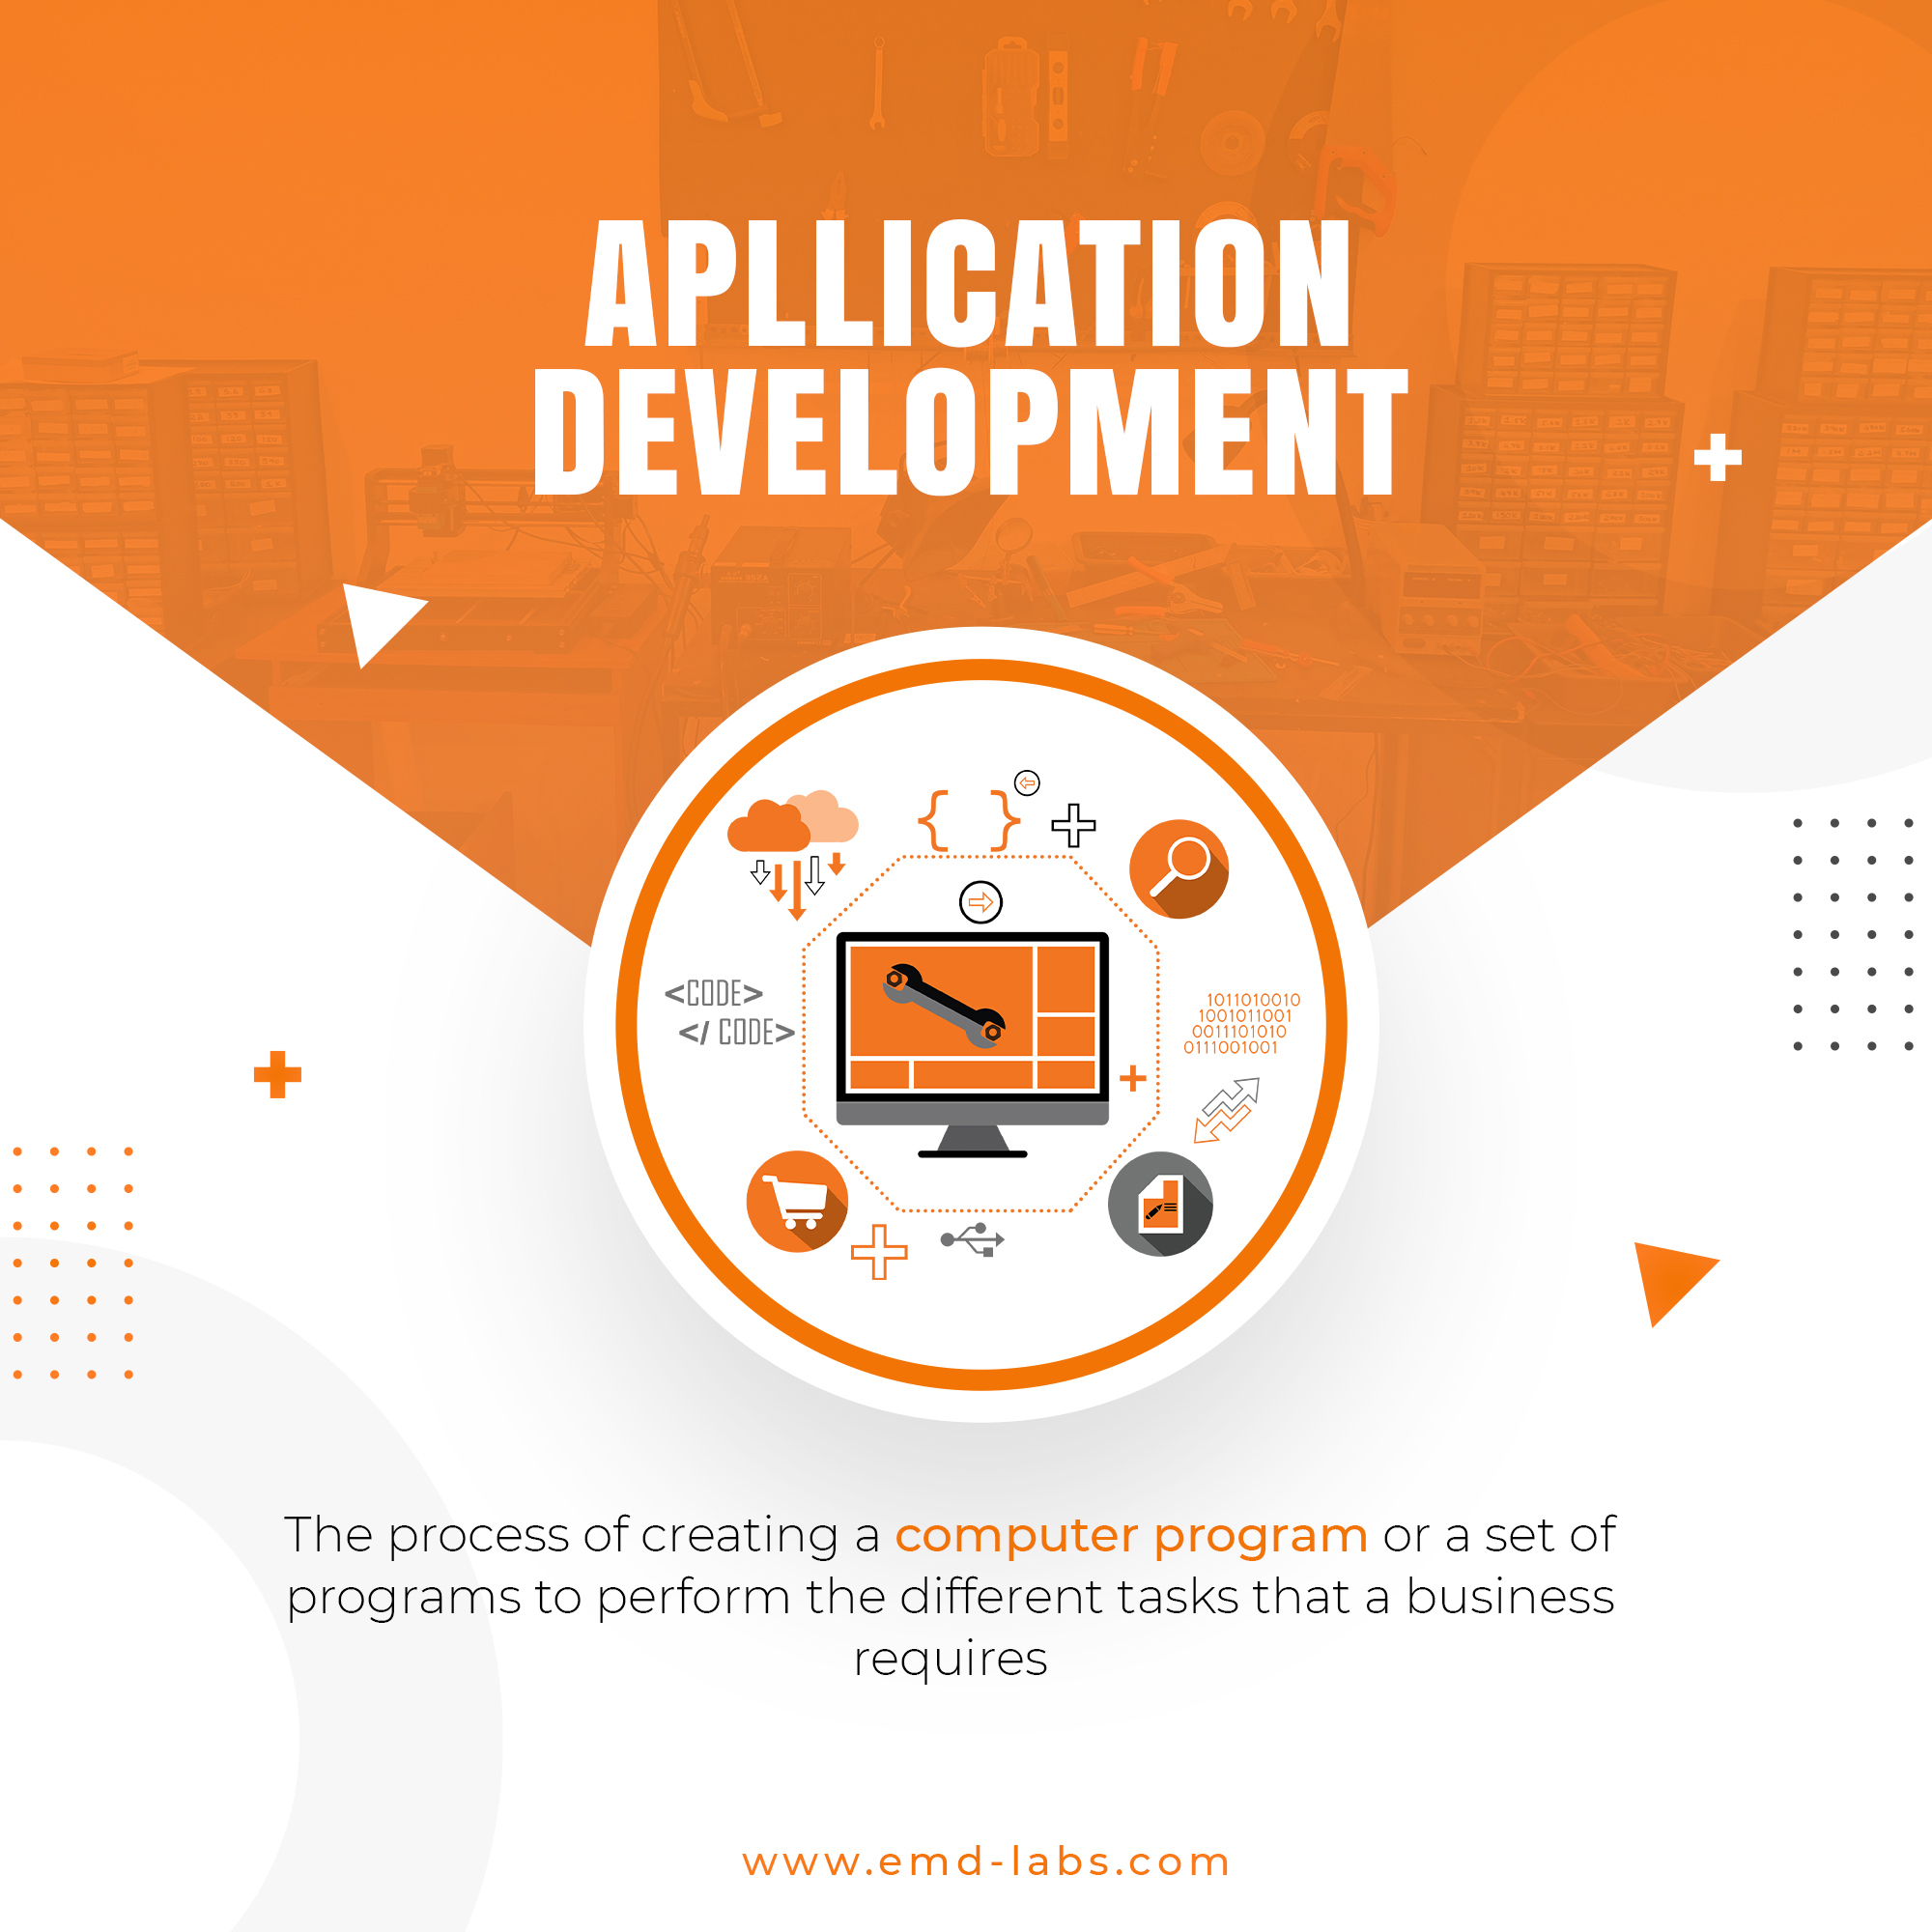 APLLICATION
DEVELOPMENT
<CODE>
</ CODE>
1011010010
1001011001
0011101010
0111001001
The process of creating a computer program or a set of
programs to perform the different tasks that a business
requires
www.emd-labs.com